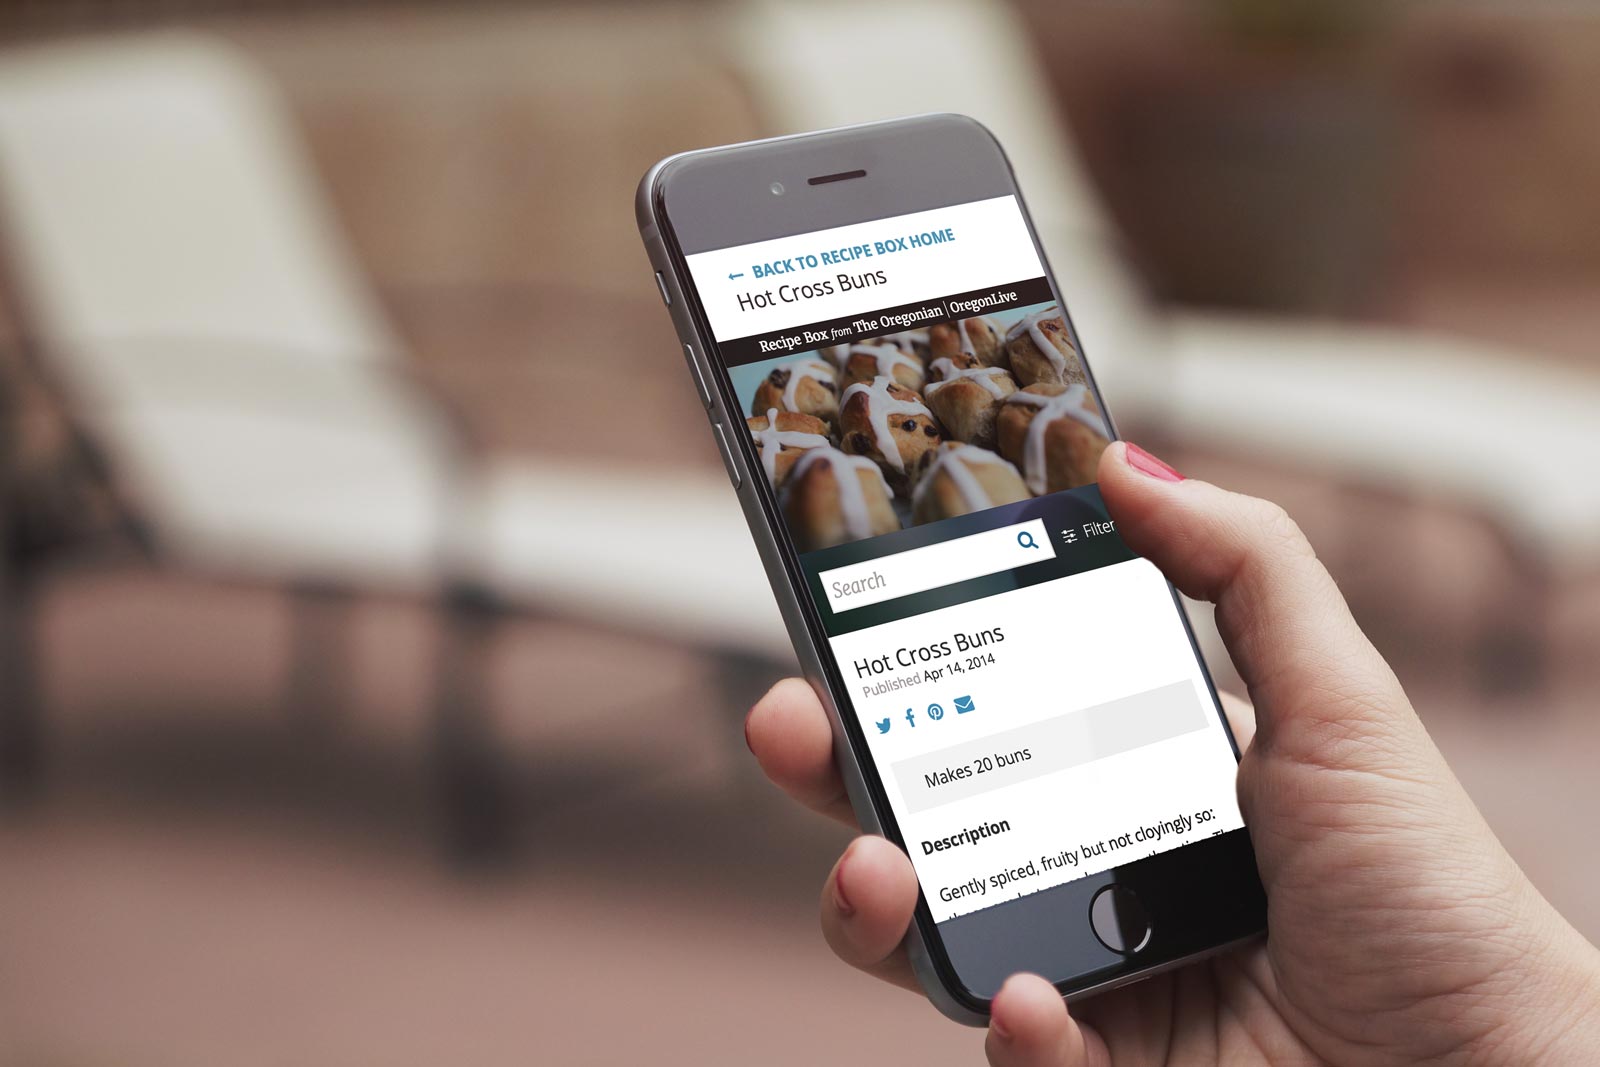 ← BACK TO RECIPE BOX HOME
Hot Cross Buns
Recipe Box from The Oregonian | OregonLive
Search
Filter
Hot Cross Buns
Published Apr 14, 2014
Makes 20 buns
Description
Gently spiced, fruity but not cloyingly so: